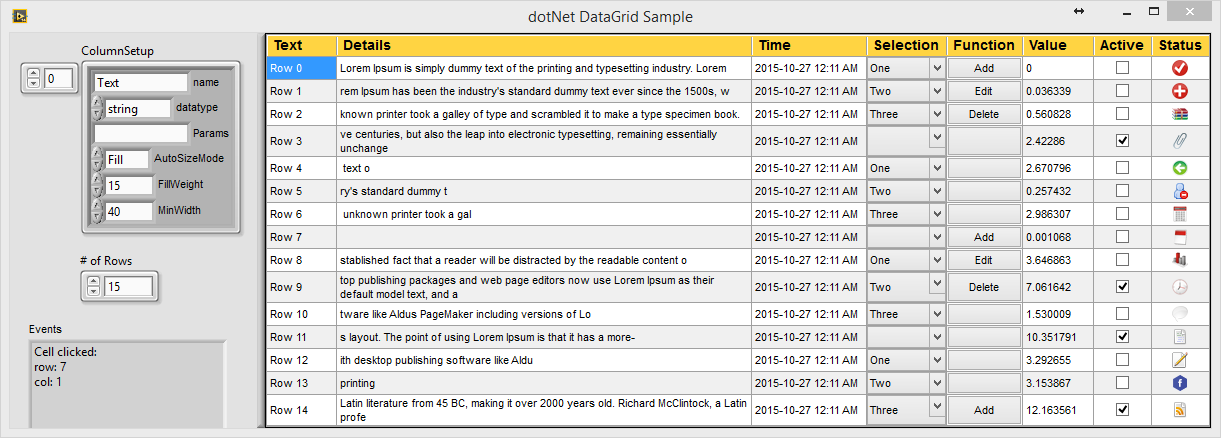 dotNet DataGrid Sample
ColumnSetup
0
Text name
string datatype
Params
Fill AutoSizeMode
15 FillWeight
40 MinWidth
# of Rows
15
Events
Cell clicked:
row: 7
col: 1
Text Details Time Selection Function Value Active Status
Row 0 Lorem Ipsum is simply dummy text of the printing and typesetting industry. Lorem 2015-10-27 12:11 AM One Add 0
Row 1 rem Ipsum has been the industry's standard dummy text ever since the 1500s, w 2015-10-27 12:11 AM Two Edit 0.036339
Row 2 known printer took a galley of type and scrambled it to make a type specimen book. 2015-10-27 12:11 AM Three Delete 0.560828
Row 3 ve centuries, but also the leap into electronic typesetting, remaining essentially
unchange 2015-10-27 12:11 AM 2.42286
Row 4 text o 2015-10-27 12:11 AM One 2.670796
Row 5 ry's standard dummy t 2015-10-27 12:11 AM Two 0.257432
Row 6 unknown printer took a gal 2015-10-27 12:11 AM Three 2.986307
Row 7 2015-10-27 12:11 AM Add 0.001068
Row 8 stablished fact that a reader will be distracted by the readable content o 2015-10-27 12:11 AM One Edit 3.646863
Row 9 top publishing packages and web page editors now use Lorem Ipsum as their
default model text, and a 2015-10-27 12:11 AM Two Delete 7.061642
Row 10 tware like Aldus PageMaker including versions of Lo 2015-10-27 12:11 AM Three 1.530009
Row 11 s layout. The point of using Lorem Ipsum is that it has a more- 2015-10-27 12:11 AM 10.351791
Row 12 ith desktop publishing software like Aldu 2015-10-27 12:11 AM One 3.292655
Row 13 printing 2015-10-27 12:11 AM Two 3.153867
Row 14 Latin literature from 45 BC, making it over 2000 years old. Richard McClintock, a Latin
profe 2015-10-27 12:11 AM Three Add 12.163561